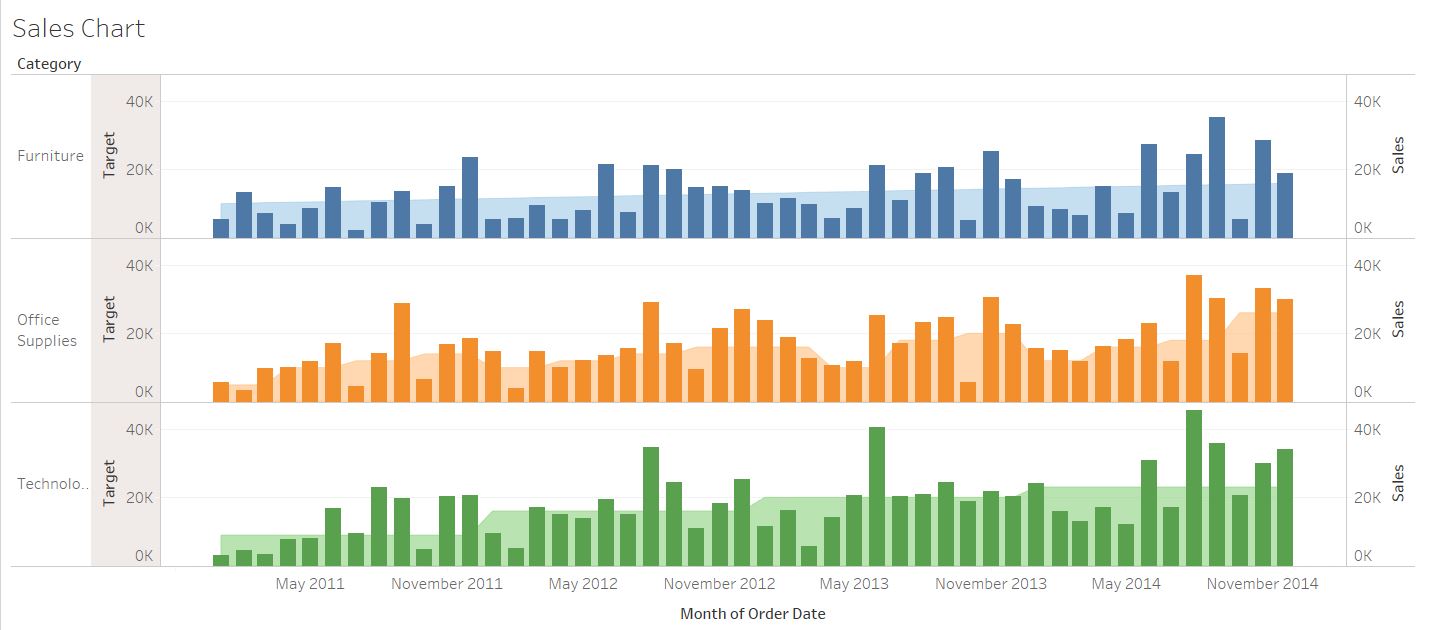 Sales Chart
Category
40K
40K
Furniture
Target
20K
20K
Sales
0K
0K
40K
40K
Office
Supplies
Target
20K
20K
Sales
0K
0K
40K
40K
Technolo..
Target
20K
20K
Sales
0K
0K
May 2011 November 2011 May 2012 November 2012 May 2013 November 2013 May 2014 November 2014
Month of Order Date